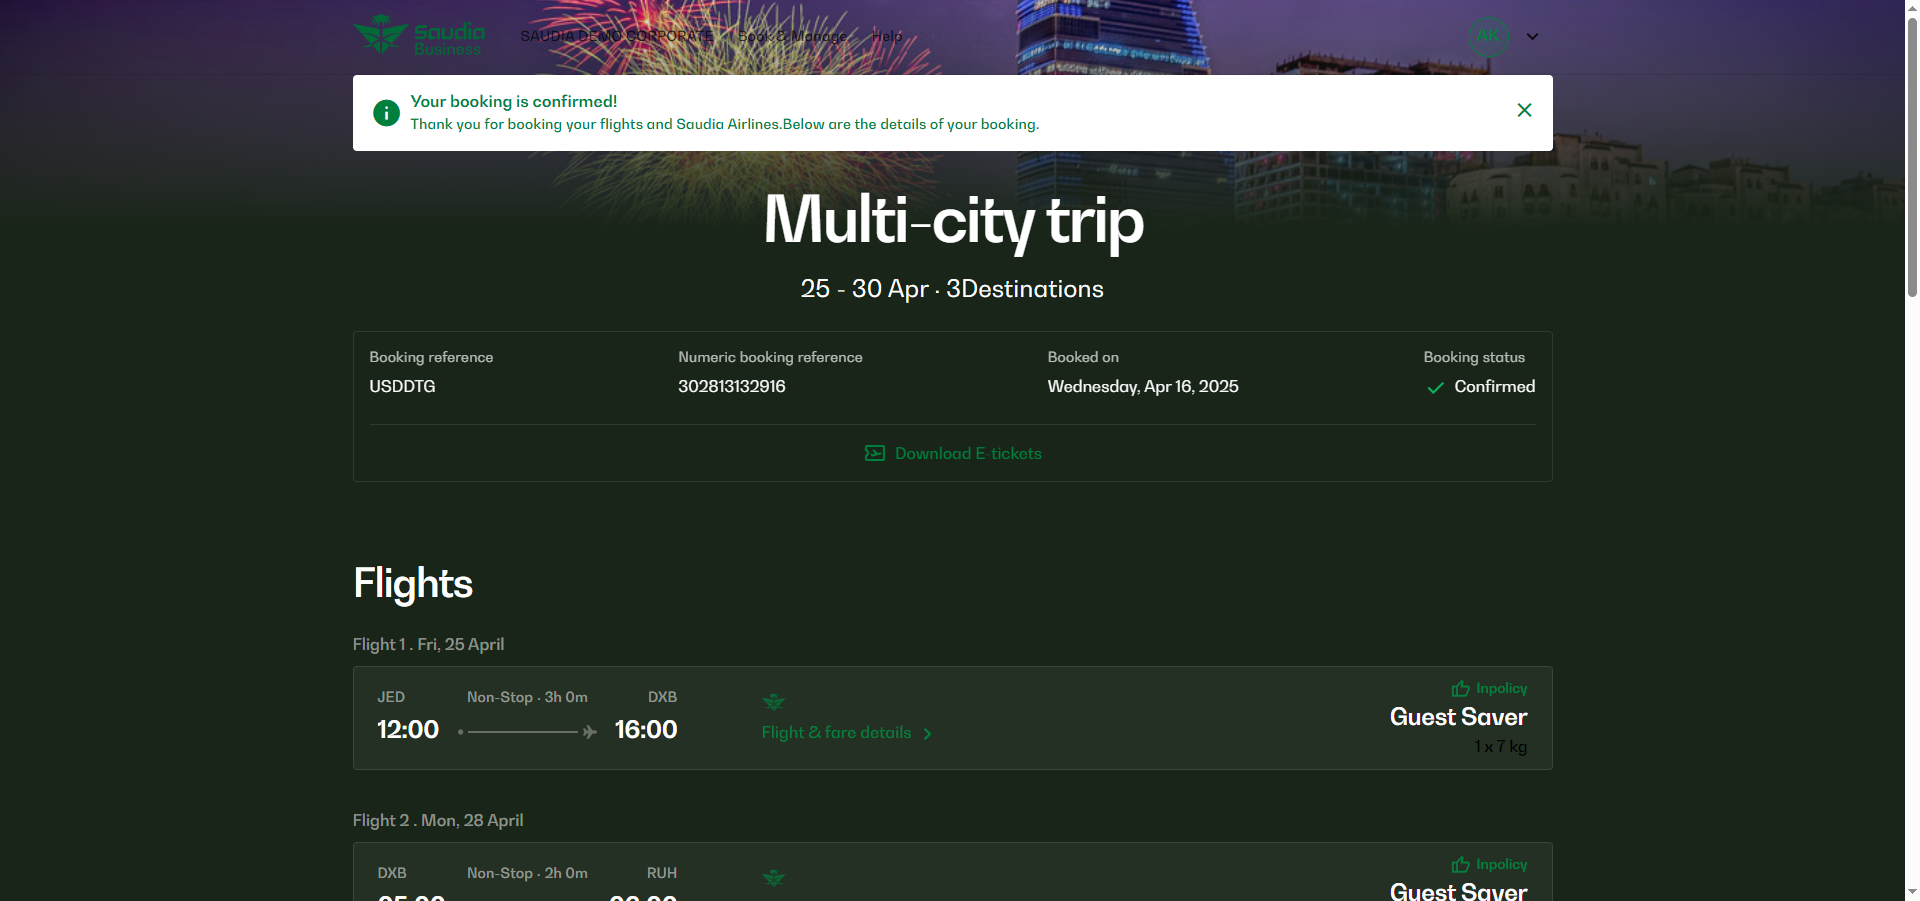 Saudia
Business
SAUDIA DEMO CORPORATE
Book & Manage
Help
AK
Your booking is confirmed!
Thank you for booking your flights and Saudia Airlines.Below are the details of your booking.
Multi-city trip
25 - 30 Apr · 3Destinations
Booking reference
USDDTG
Numeric booking reference
302813132916
Booked on
Wednesday, Apr 16, 2025
Booking status
Confirmed
Download E-tickets
Flights
Flight 1 . Fri, 25 April
JED
Non-Stop · 3h 0m
DXB
12:00
16:00
Flight & fare details
Inpolicy
Guest Saver
1 x 7 kg
Flight 2 . Mon, 28 April
DXB
Non-Stop · 2h 0m
RUH
Inpolicy
Guest Saver